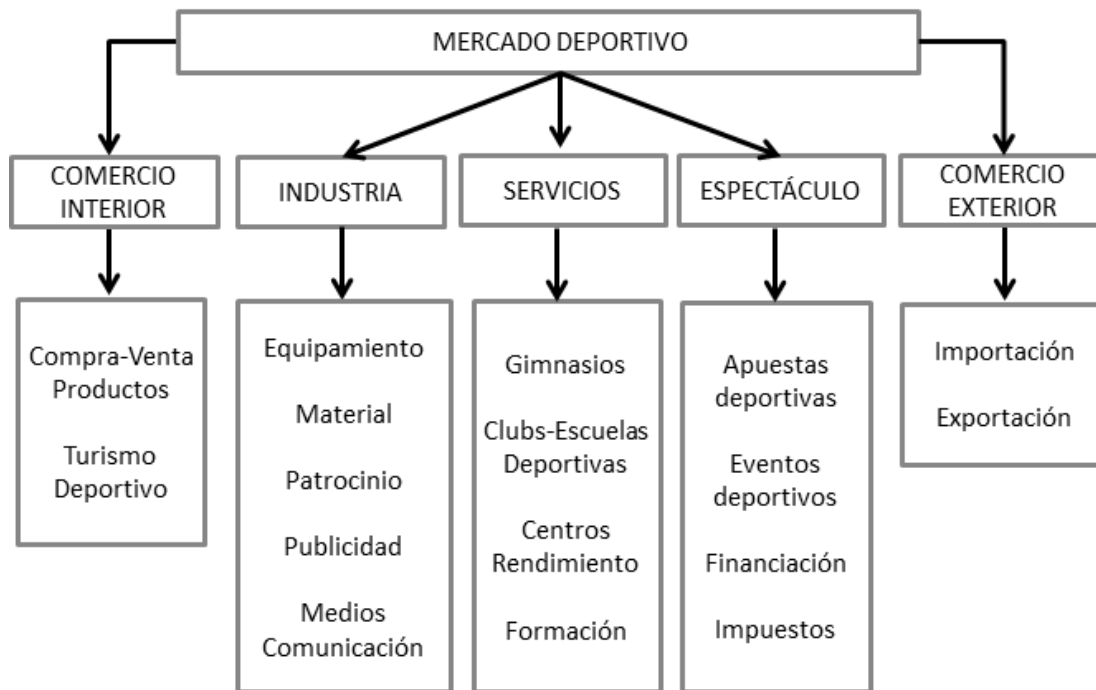 MERCADO DEPORTIVO
COMERCIO
INTERIOR
INDUSTRIA
SERVICIOS
ESPECTÁCULO
COMERCIO
EXTERIOR
Compra-Venta
Productos
Turismo
Deportivo
Equipamiento
Material
Patrocinio
Publicidad
Medios
Comunicación
Gimnasios
Clubs-Escuelas
Deportivas
Centros
Rendimiento
Formación
Apuestas
deportivas
Eventos
deportivos
Financiación
Impuestos
Importación
Exportación